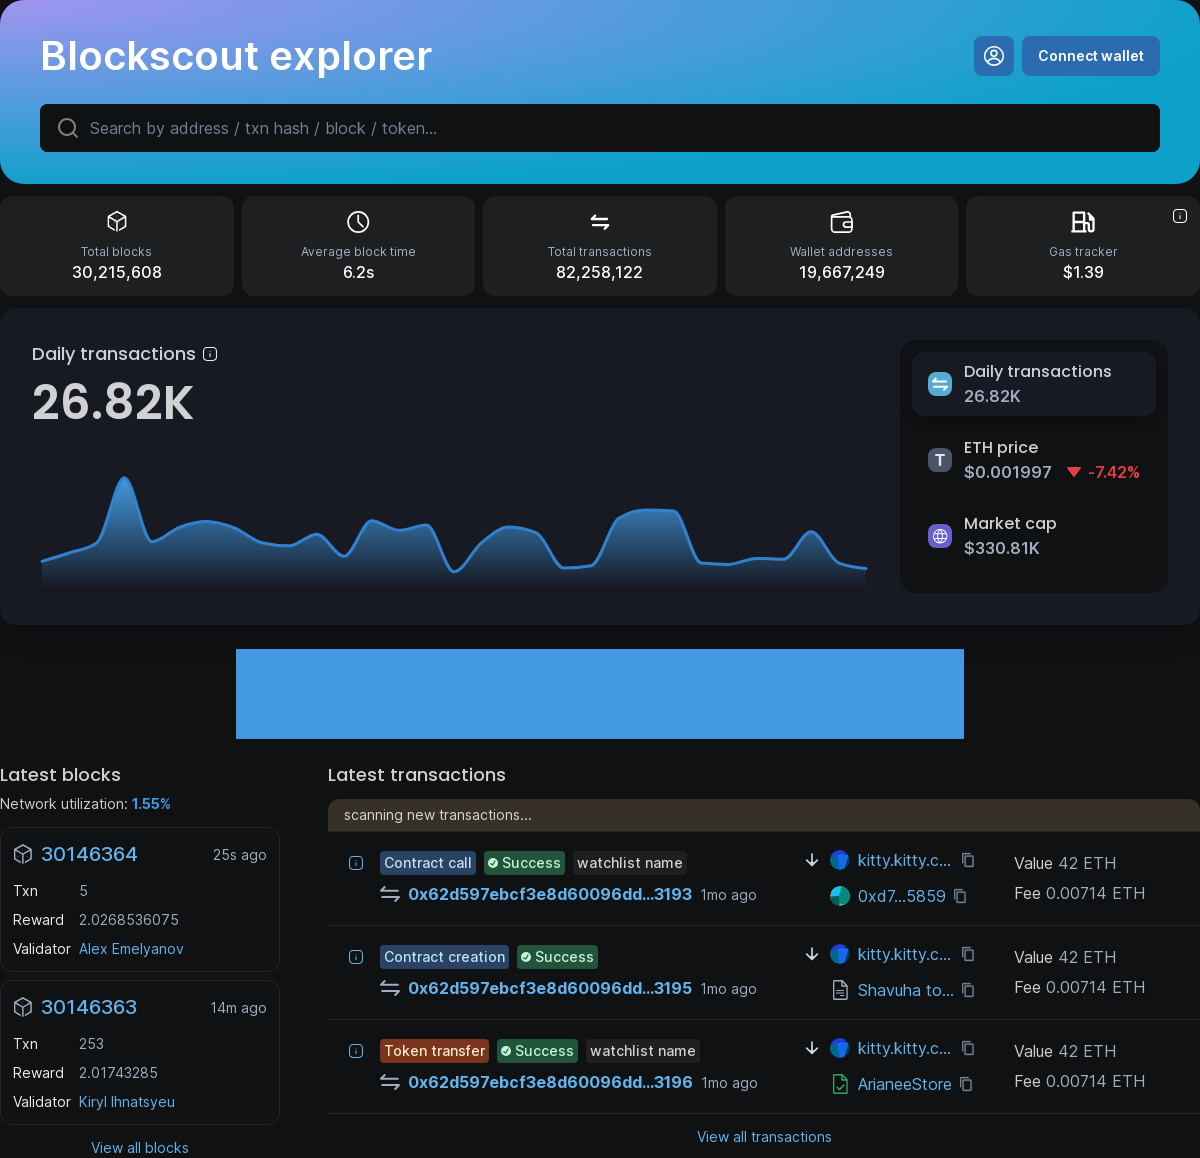 Blockscout explorer
Connect wallet
Search by address / txn hash / block / token...
Total blocks
30,215,608
Average block time
6.2s
Total transactions
82,258,122
Wallet addresses
19,667,249
Gas tracker
$1.39
Daily transactions
26.82K
Daily transactions
26.82K
T
ETH price
$0.001997 -7.42%
Market cap
$330.81K
Latest blocks
Network utilization: 1.55%
30146364 25s ago
Txn 5
Reward 2.0268536075
Validator Alex Emelyanov
30146363 14m ago
Txn 253
Reward 2.01743285
Validator Kiryl Ihnatsyeu
View all blocks
Latest transactions
scanning new transactions...
Contract call Success watchlist name
0x62d597ebcf3e8d60096dd...3193 1mo ago
kitty.kitty.c...
0xd7...5859
Value 42 ETH
Fee 0.00714 ETH
Contract creation Success
0x62d597ebcf3e8d60096dd...3195 1mo ago
kitty.kitty.c...
Shavuha to...
Value 42 ETH
Fee 0.00714 ETH
Token transfer Success watchlist name
0x62d597ebcf3e8d60096dd...3196 1mo ago
kitty.kitty.c...
ArianeeStore
Value 42 ETH
Fee 0.00714 ETH
View all transactions